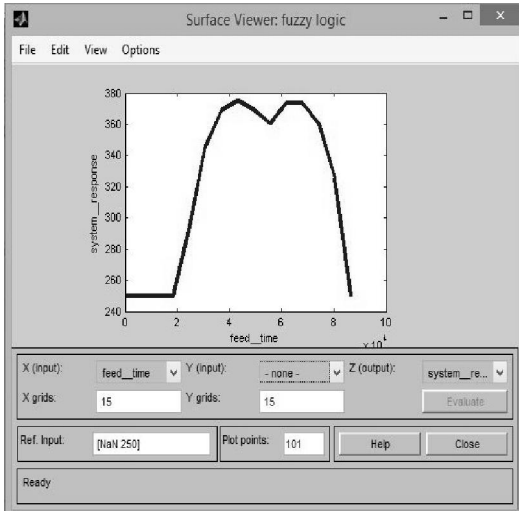 Surface Viewer: fuzzy logic
File Edit View Options
380
360
340
320
300
280
260
240
system__response
0 2 4 6 8 10
feed__time
X (input): feed__time Y (input): - none - Z (output): system__re...
X grids: 15 Y grids: 15 Evaluate
Ref. Input: [NaN 250] Plot points: 101 Help Close
Ready